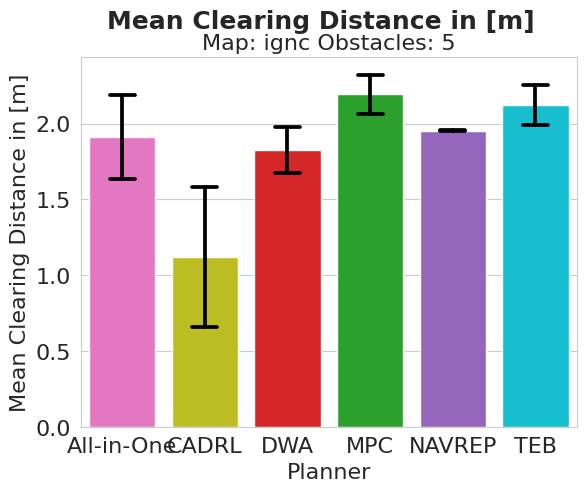 Mean Clearing Distance in [m]
Map: ignc Obstacles: 5
Mean Clearing Distance in [m]
2.0
1.5
1.0
0.5
0.0
All-in-One CADRL DWA MPC NAVREP TEB
Planner